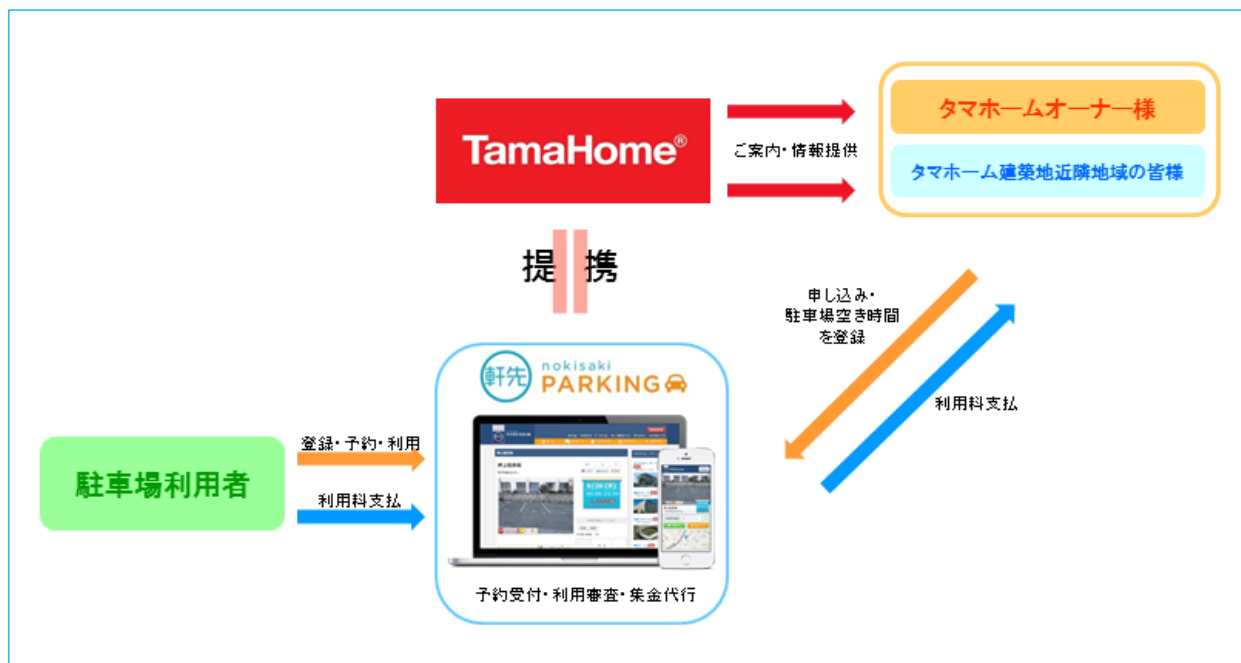 TamaHome®
ご案内・情報提供
タマホームオーナー様
タマホーム建築地近隣地域の皆様
提 携
申し込み・
駐車場空き時間
を登録
利用料支払
軒先
nokisaki
PARKING
駐車場利用者
登録・予約・利用
利用料支払
予約受付・利用審査・集金代行